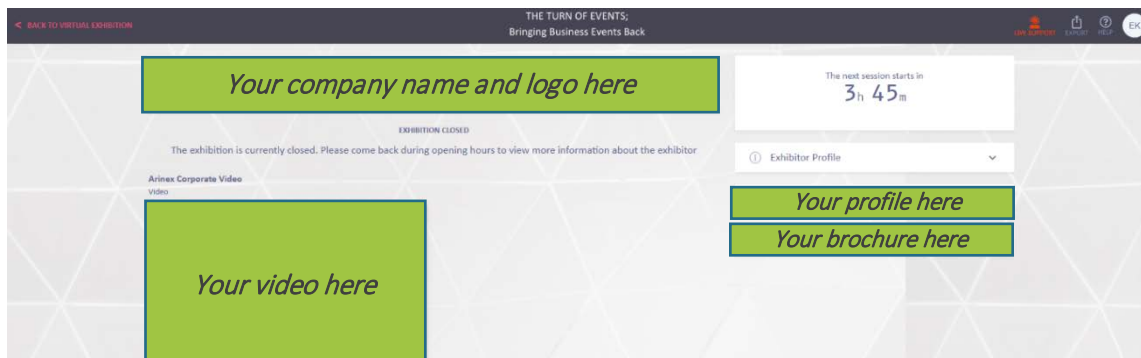 < BACK TO VIRTUAL EXHIBITION
THE TURN OF EVENTS;
Bringing Business Events Back
LIVE SUPPORT
EXPORT
HELP
EK
Your company name and logo here
The next session starts in
3h 45m
EXHIBITION CLOSED
The exhibition is currently closed. Please come back during opening hours to view more information about the exhibitor
Exhibitor Profile
Arinex Corporate Video
Video
Your profile here
Your brochure here
Your video here